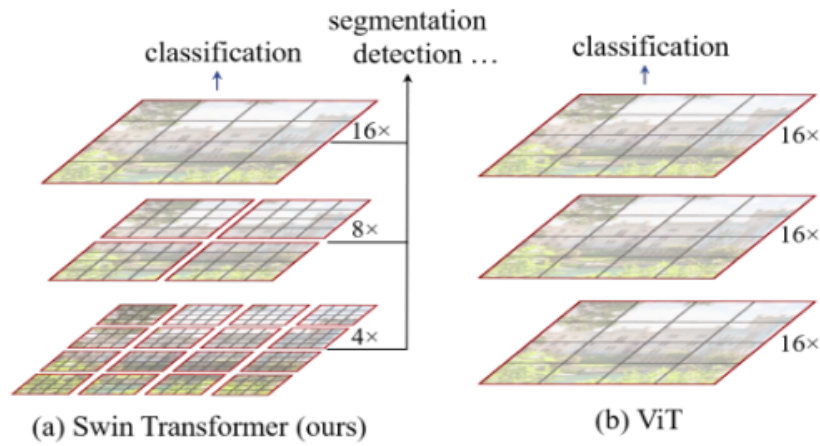 segmentation
classification
detection ...
classification
16×
16×
8×
16×
4×
16×
(a) Swin Transformer (ours)
(b) ViT